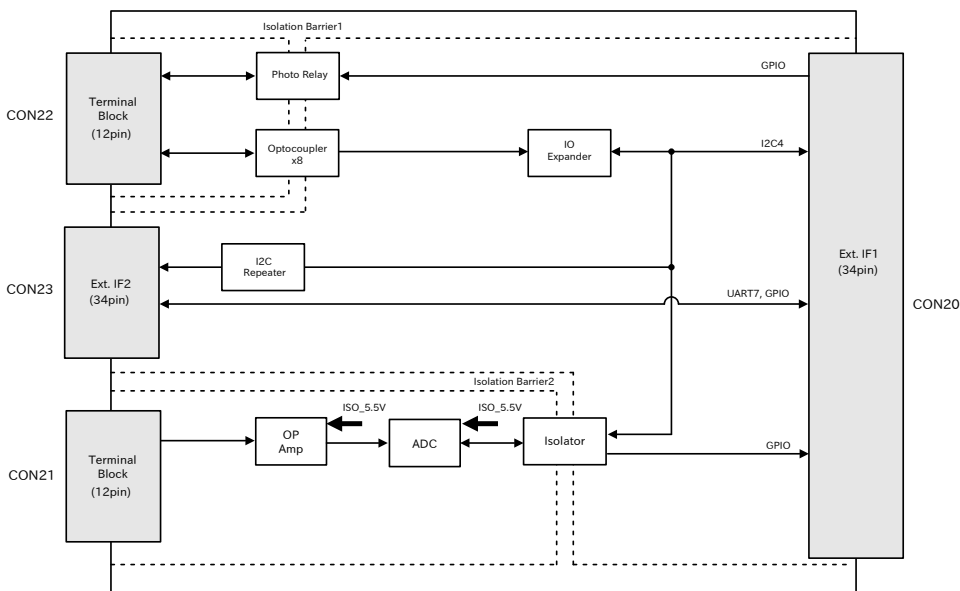 Isolation Barrier1
Terminal
Block
(12pin)
CON22
Photo Relay
GPIO
Optocoupler
x8
IO
Expander
I2C4
Ext. IF1
(34pin)
CON20
Ext. IF2
(34pin)
CON23
I2C
Repeater
UART7, GPIO
Isolation Barrier2
ISO_5.5V
ISO_5.5V
Terminal
Block
(12pin)
CON21
OP
Amp
ADC
Isolator
GPIO